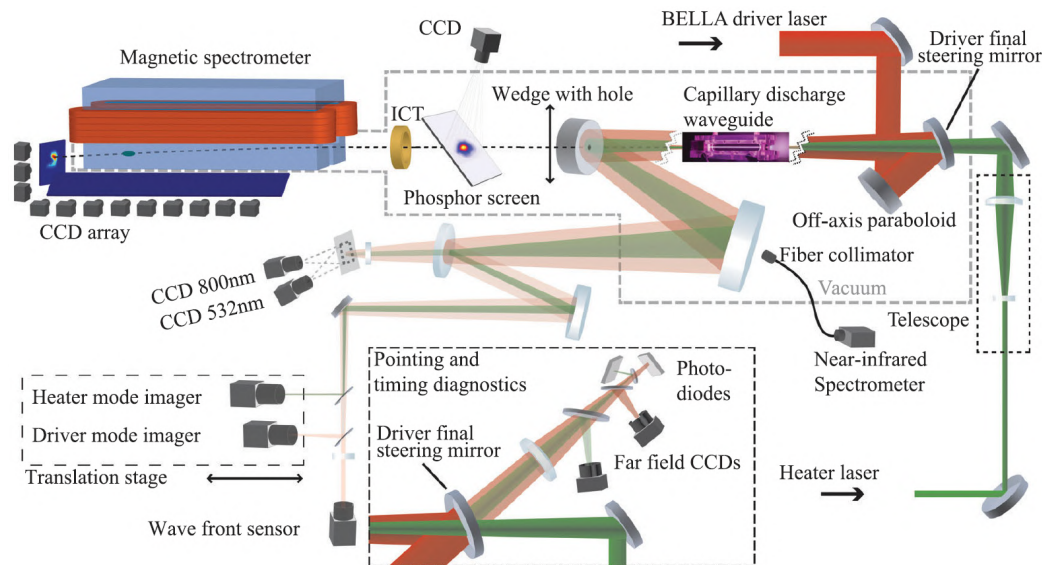 CCD
BELLA driver laser
Driver final
steering mirror
Magnetic spectrometer
ICT
Wedge with hole
Capillary discharge
waveguide
Phosphor screen
Off-axis paraboloid
CCD array
Fiber collimator
CCD 800nm
CCD 532nm
Vacuum
Telescope
Near-infrared
Spectrometer
Pointing and
timing diagnostics
Photo-
diodes
Heater mode imager
Driver mode imager
Driver final
steering mirror
Far field CCDs
Translation stage
Heater laser
Wave front sensor